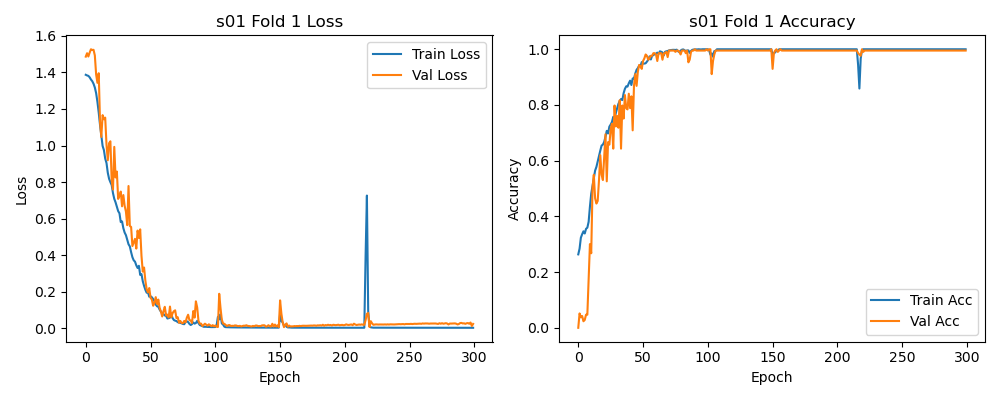 s01 Fold 1 Loss
Loss
1.6
1.4
1.2
1.0
0.8
0.6
0.4
0.2
0.0
Train Loss
Val Loss
0 50 100 150 200 250 300
Epoch
s01 Fold 1 Accuracy
Accuracy
1.0
0.8
0.6
0.4
0.2
0.0
Train Acc
Val Acc
0 50 100 150 200 250 300
Epoch